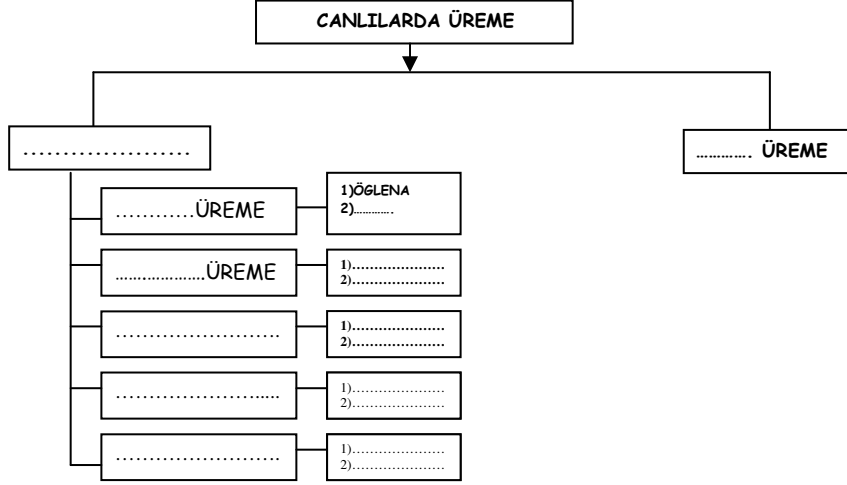 CANLILARDA ÜREME
.....................
…………. ÜREME
…………ÜREME
1)ÖGLENA
2)………….
…….………….ÜREME
1)…………………
2)…………………
…………………….
1)…………………
2)…………………
………………….....
1)…………………
2)…………………
…………………….
1)…………………
2)…………………